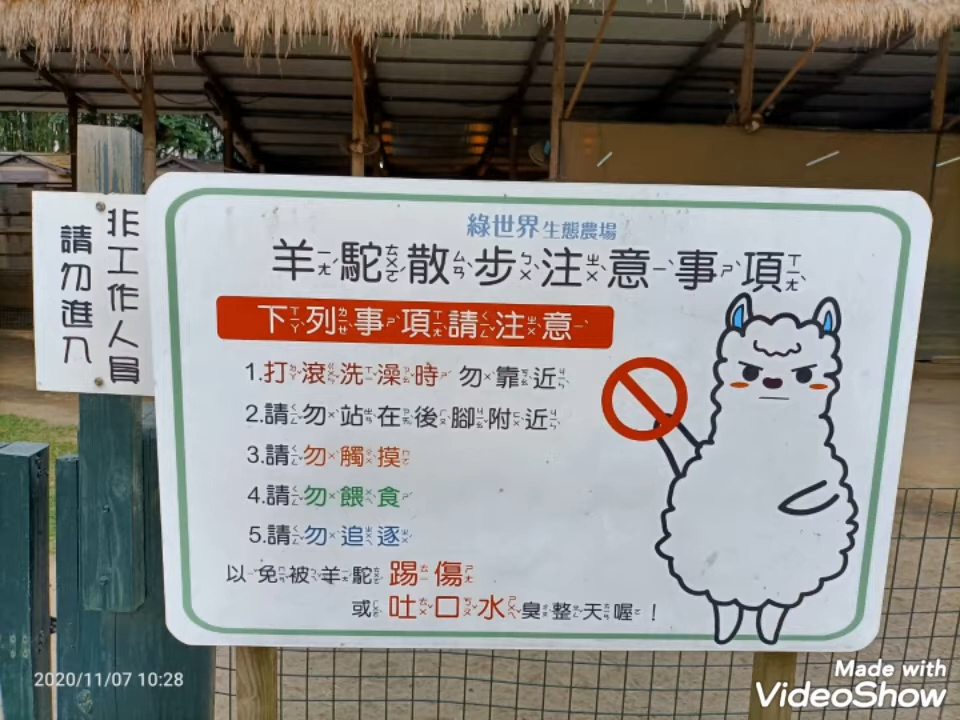 非工作人員
請勿進入
綠世界生態農場
羊駝散步注意事項
下列事項請注意
1.打滾洗澡時 勿靠近
2.請勿站在後腳附近
3.請勿觸摸
4.請勿餵食
5.請勿追逐
以免被羊駝踢傷
或吐口水臭整天喔！
2020/11/07 10:28
Made with
VideoShow